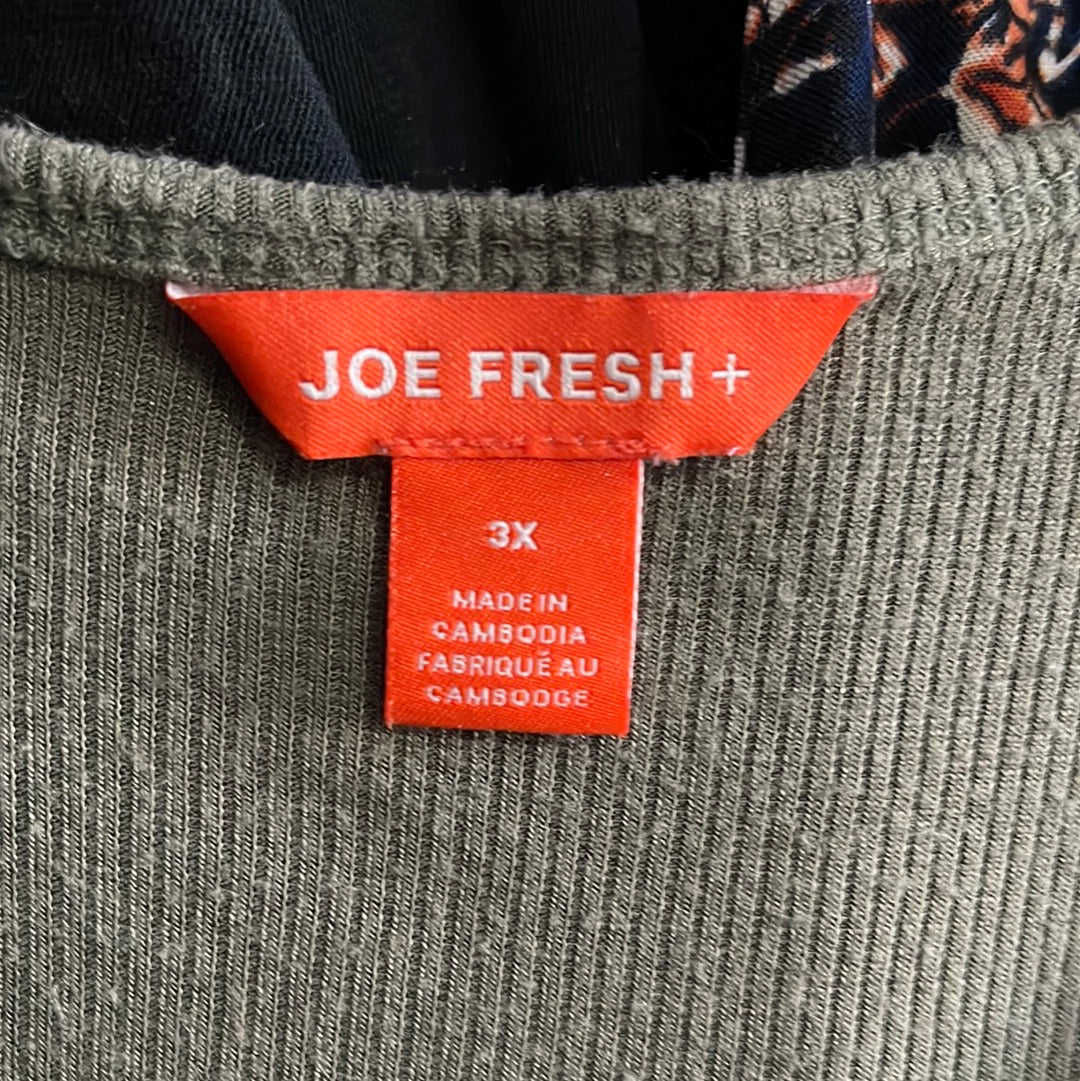 JOE FRESH +
3X
MADE IN
CAMBODIA
FABRIQUÉ AU
CAMBODGE